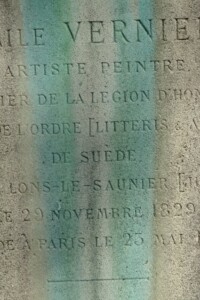 ILE VERNIE
ARTISTE PEINTRE.
IER DE LA LÉGION D'HON
DE L'ORDRE [LITTERIS & A
DE SUÈDE.
LONS-LE-SAUNIER,
LE 29 NOVEMBRE 1829
DÉ À PARIS LE 25 MAI